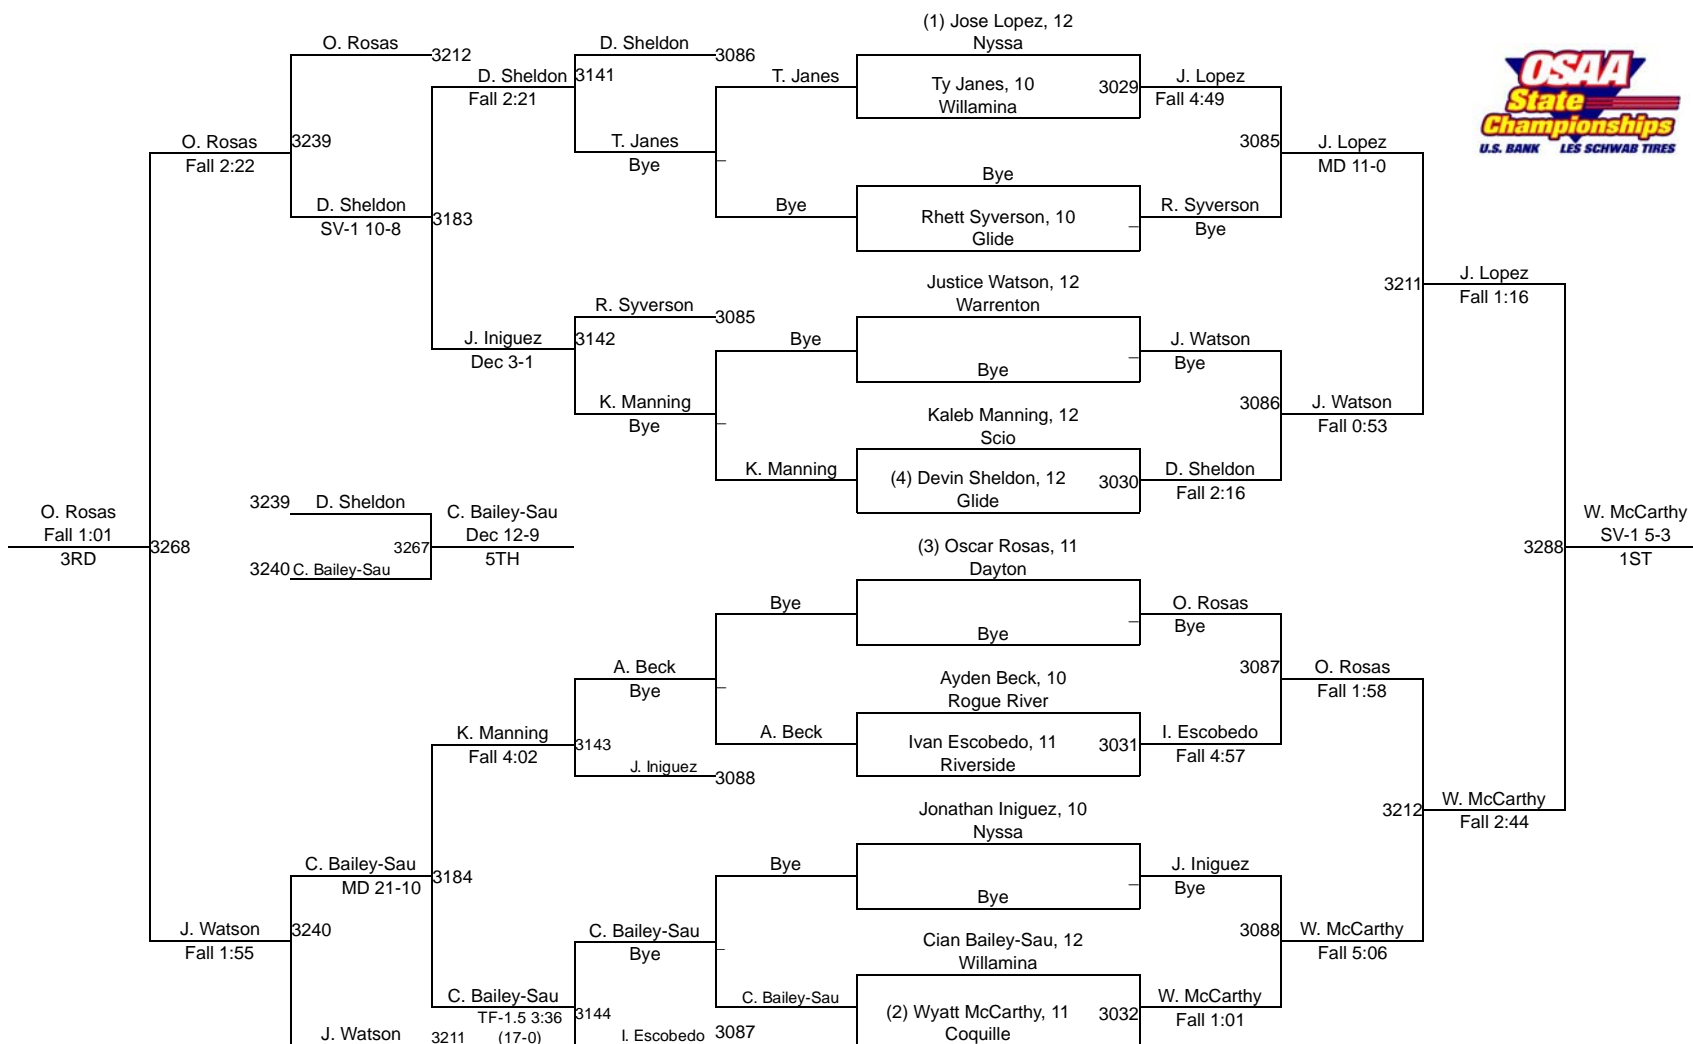 (1) Jose Lopez, 12
Nyssa
O. Rosas
3212
D. Sheldon
3086
D. Sheldon
3141
Fall 2:21
T. Janes
Ty Janes, 10
Willamina
3029
J. Lopez
Fall 4:49
OSAA
State
Championships
U.S. BANK LES SCHWAB TIRES
O. Rosas
Fall 2:22
3239
T. Janes
Bye
3085
J. Lopez
MD 11-0
Bye
D. Sheldon
SV-1 10-8
3183
Bye
Rhett Syverson, 10
Glide
R. Syverson
Bye
Justice Watson, 12
Warrenton
3211
J. Lopez
Fall 1:16
R. Syverson
3085
J. Iniguez
Dec 3-1
3142
Bye
Bye
J. Watson
Bye
K. Manning
Bye
Kaleb Manning, 12
Scio
3086
J. Watson
Fall 0:53
K. Manning
(4) Devin Sheldon, 12
Glide
3030
D. Sheldon
Fall 2:16
O. Rosas
Fall 1:01
3RD
3268
3239
D. Sheldon
3267
3240
C. Bailey-Sau
C. Bailey-Sau
Dec 12-9
5TH
3288
W. McCarthy
SV-1 5-3
1ST
(3) Oscar Rosas, 11
Dayton
Bye
Bye
O. Rosas
Bye
A. Beck
Bye
Ayden Beck, 10
Rogue River
3087
O. Rosas
Fall 1:58
K. Manning
Fall 4:02
3143
A. Beck
Ivan Escobedo, 11
Riverside
3031
I. Escobedo
Fall 4:57
J. Iniguez
3088
Jonathan Iniguez, 10
Nyssa
3212
W. McCarthy
Fall 2:44
C. Bailey-Sau
MD 21-10
3184
Bye
Bye
J. Iniguez
Bye
J. Watson
Fall 1:55
3240
C. Bailey-Sau
Bye
Cian Bailey-Sau, 12
Willamina
3088
W. McCarthy
Fall 5:06
C. Bailey-Sau
TF-1.5 3:36
(17-0)
3144
C. Bailey-Sau
(2) Wyatt McCarthy, 11
Coquille
3032
W. McCarthy
Fall 1:01
J. Watson
3211
I. Escobedo
3087